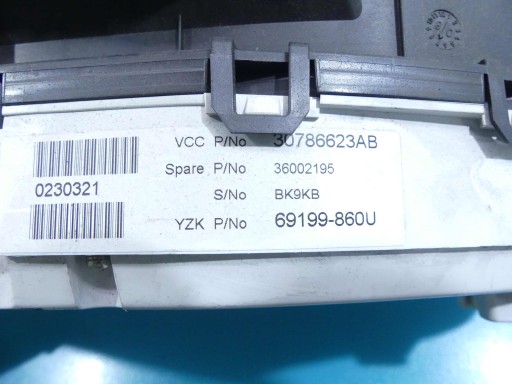 VCC P/No 30786623AB
Spare P/No 36002195
0230321
S/No BK9KB
YZK P/No 69199-860U